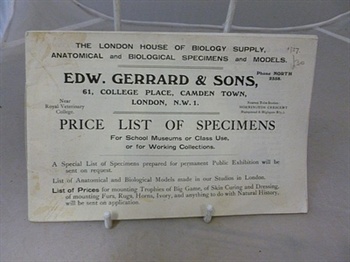 THE LONDON HOUSE OF BIOLOGY SUPPLY,
ANATOMICAL and BIOLOGICAL SPECIMENS and MODELS.
EDW. GERRARD & SONS,
Phone NORTH
61, COLLEGE PLACE, CAMDEN TOWN,
LONDON, N.W. 1.
Near
Royal Veterinary
College.
PRICE LIST OF SPECIMENS
For School Museums or Class Use,
or for Working Collections.
A Special List of Specimens prepared for permanent Public Exhibition will be
sent on request.
List of Anatomical and Biological Models made in our Studios in London.
List of Prices for mounting Trophies of Big Game, of Skin Curing and Dressing,
of mounting Furs, Rugs, Horns, Ivory, and anything to do with Natural History,
will be sent on application.